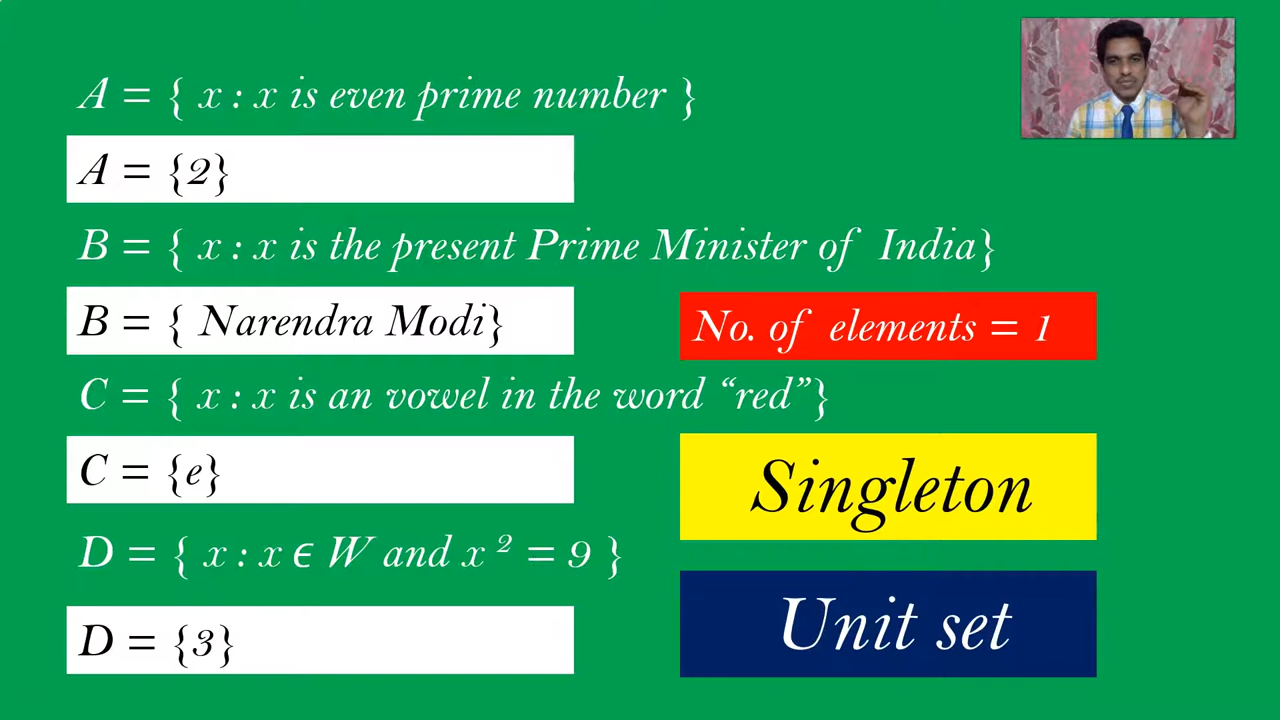 A = { x : x is even prime number }
A = {2}
B = { x : x is the present Prime Minister of India}
B = { Narendra Modi}
No. of elements = 1
C = { x : x is an vowel in the word “red”}
C = {e}
Singleton
D = { x : x ϵ W and x ² = 9 }
Unit set
D = {3}